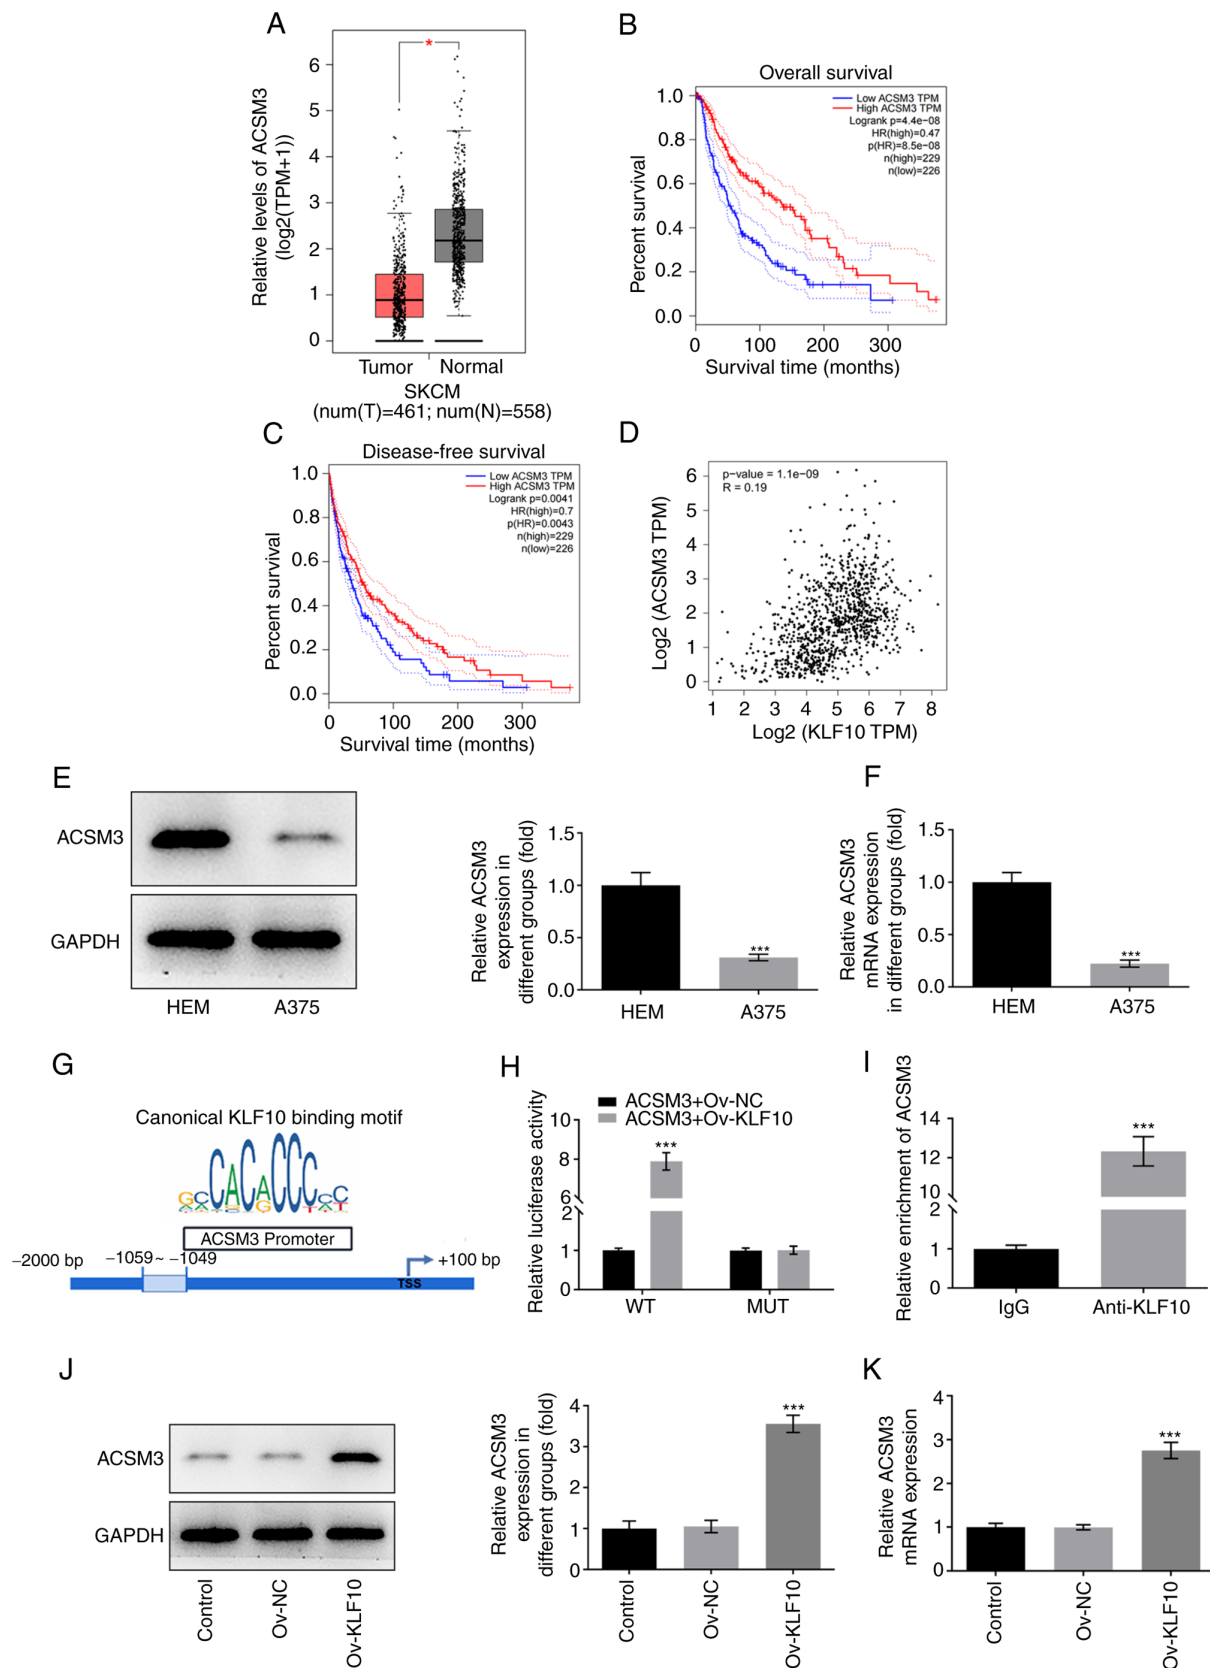 A
Relative levels of ACSM3
(log2(TPM+1))
6
5
4
3
2
1
0
*
Tumor
Normal
SKCM
(num(T)=461; num(N)=558)
B
Overall survival
Low ACSM3 TPM
High ACSM3 TPM
Logrank p=4.4e−08
HR(high)=0.47
p(HR)=8.5e−08
n(high)=229
n(low)=226
Percent survival
1.0
0.8
0.6
0.4
0.2
0.0
0 100 200 300
Survival time (months)
C
Disease-free survival
Low ACSM3 TPM
High ACSM3 TPM
Logrank p=0.0041
HR(high)=0.7
p(HR)=0.0043
n(high)=229
n(low)=226
Percent survival
1.0
0.8
0.6
0.4
0.2
0.0
0 100 200 300
Survival time (months)
D
p-value = 1.1e−09
R = 0.19
Log2 (ACSM3 TPM)
6
5
4
3
2
1
0
1 2 3 4 5 6 7 8
Log2 (KLF10 TPM)
E
ACSM3
GAPDH
HEM A375
Relative ACSM3
expression in
different groups (fold)
1.5
1.0
0.5
0.0
***
HEM A375
F
Relative ACSM3
mRNA expression
in different groups (fold)
1.5
1.0
0.5
0.0
***
HEM A375
G
Canonical KLF10 binding motif
CACACCC
ACSM3 Promoter
−2000 bp
−1059 ~ −1049
TSS
+100 bp
H
ACSM3+Ov-NC
ACSM3+Ov-KLF10
Relative luciferase activity
10
8
6
2
1
0
***
WT MUT
I
Relative enrichment of ACSM3
14
12
10
2
1
0
***
IgG Anti-KLF10
J
ACSM3
GAPDH
Control
Ov-NC
Ov-KLF10
Relative ACSM3
expression in
different groups (fold)
4
3
2
1
0
***
Control
Ov-NC
Ov-KLF10
K
Relative ACSM3
mRNA expression
4
3
2
1
0
***
Control
Ov-NC
Ov-KLF10